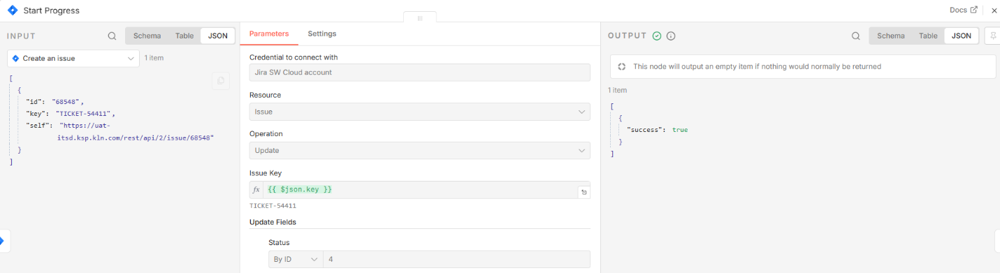 Start Progress
Docs
INPUT
Schema Table JSON
Create an issue
1 item
[
{
"id": "68548",
"key": "TICKET-54411",
"self": "https://uat-
itsd.ksp.kln.com/rest/api/2/issue/68548"
}
]
Parameters Settings
Credential to connect with
Jira SW Cloud account
Resource
Issue
Operation
Update
Issue Key
fx {{ $json.key }}
TICKET-54411
Update Fields
Status
By ID 4
OUTPUT
Schema Table JSON
This node will output an empty item if nothing would normally be returned
1 item
[
{
"success": true
}
]